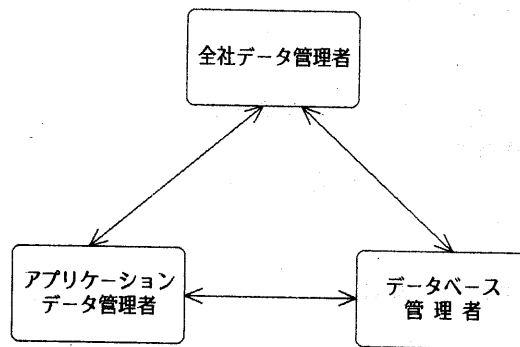 全社データ管理者
アプリケーション
データ管理者
データベース
管理者